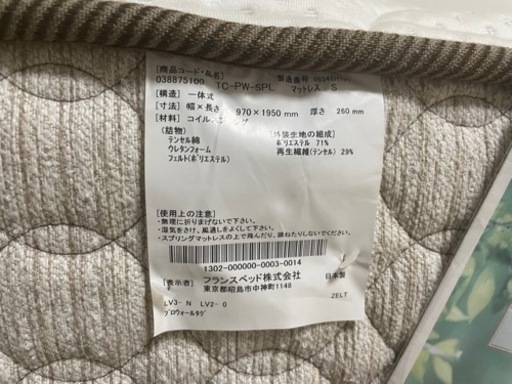 [商品コード・品名] 製造番号
038875100 TC-PW-SPL マットレス S
[構造] 一体式
[寸法] 幅×長さ 970×1950 mm 厚さ 260 mm
[材料] コイルスプリング
(詰物) [外装生地の組成]
テンセル綿 ポリエステル 71%
ウレタンフォーム 再生繊維(テンセル) 29%
フェルト(ポリエステル)
[使用上の注意]
・無理に折りまげないで下さい。
・湿気をさけ、風通しをよくして下さい。
・スプリングマットレスの上で飛んだり、跳ねたりしないでください。
1302-000000-0003-0014
[表示者] フランスベッド株式会社 日本製
東京都昭島市中神町1148
LV3- N LV2- 0 ZELT
プロウォールタグ